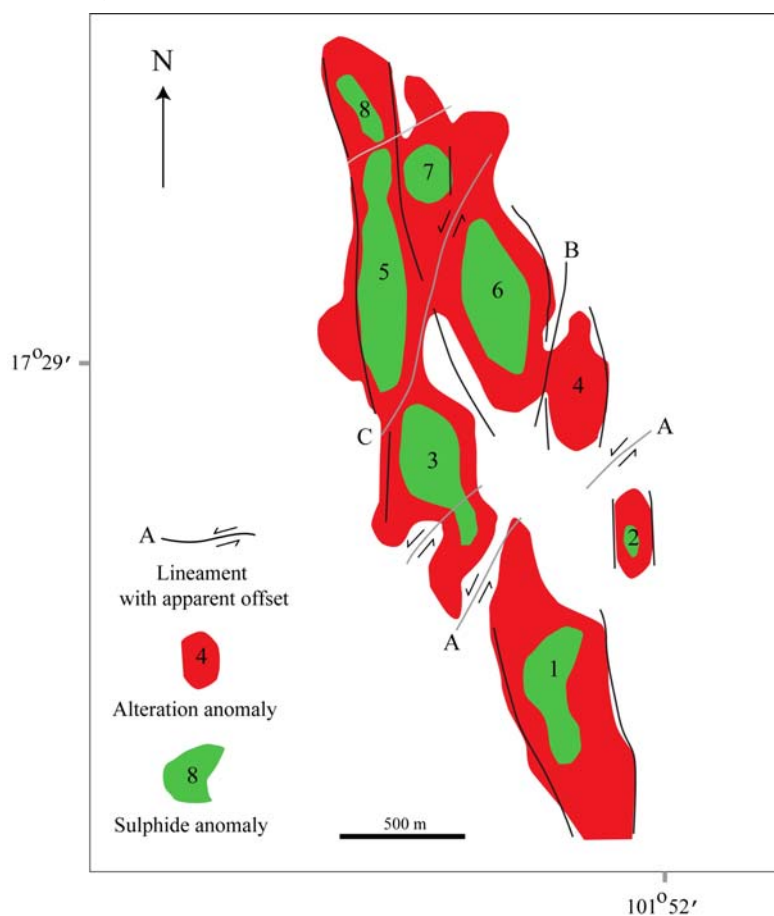 N
8
7
5
6
B
4
17°29′
C
3
A
2
A
1
A
Lineament
with apparent offset
4
Alteration anomaly
8
Sulphide anomaly
500 m
101°52′